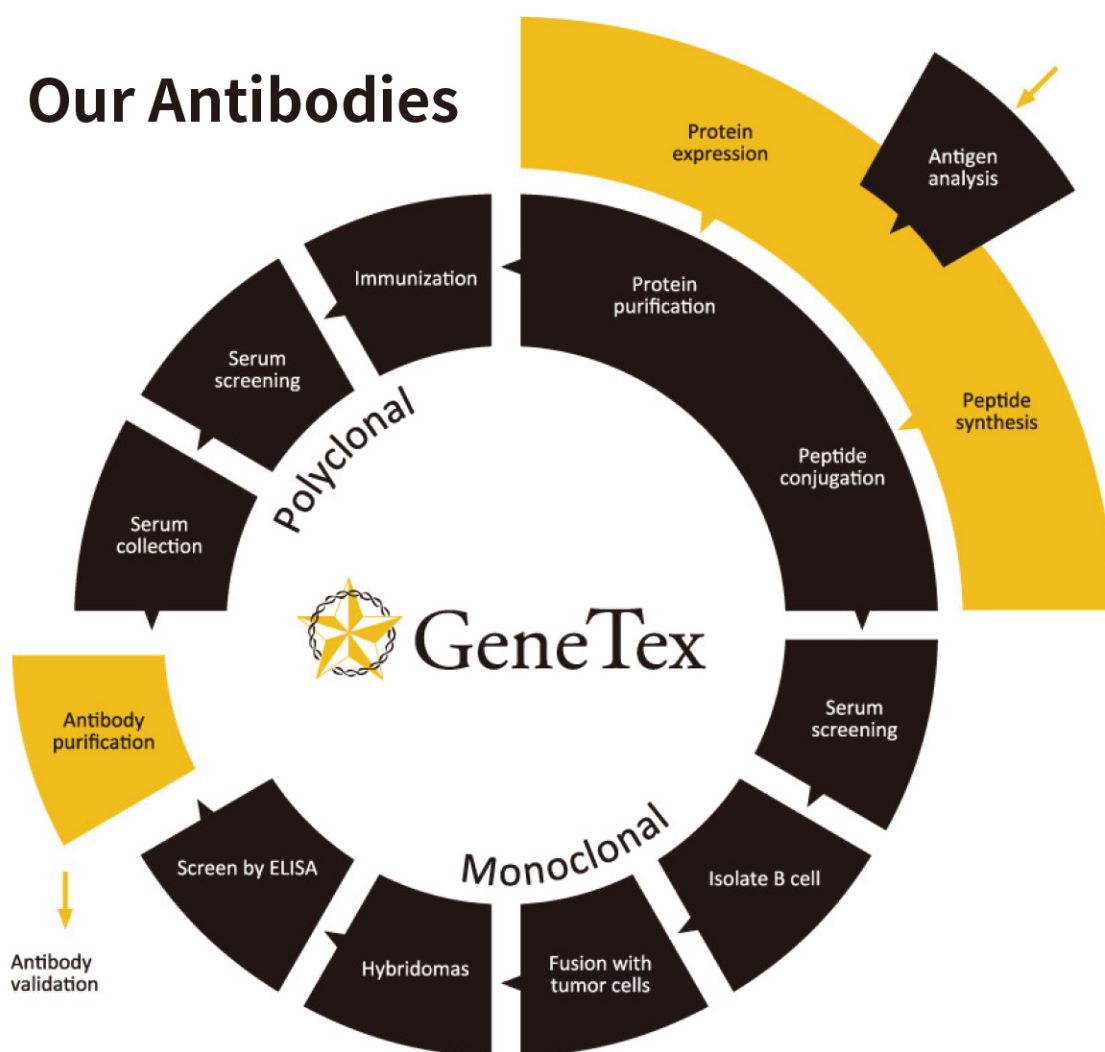 Our Antibodies
Protein
expression
Antigen
analysis
Immunization
Protein
purification
Serum
screening
Polyclonal
Peptide
synthesis
Peptide
conjugation
Serum
collection
GeneTex
Antibody
purification
Serum
screening
Monoclonal
Screen by ELISA
Isolate B cell
Hybridomas
Fusion with
tumor cells
Antibody
validation